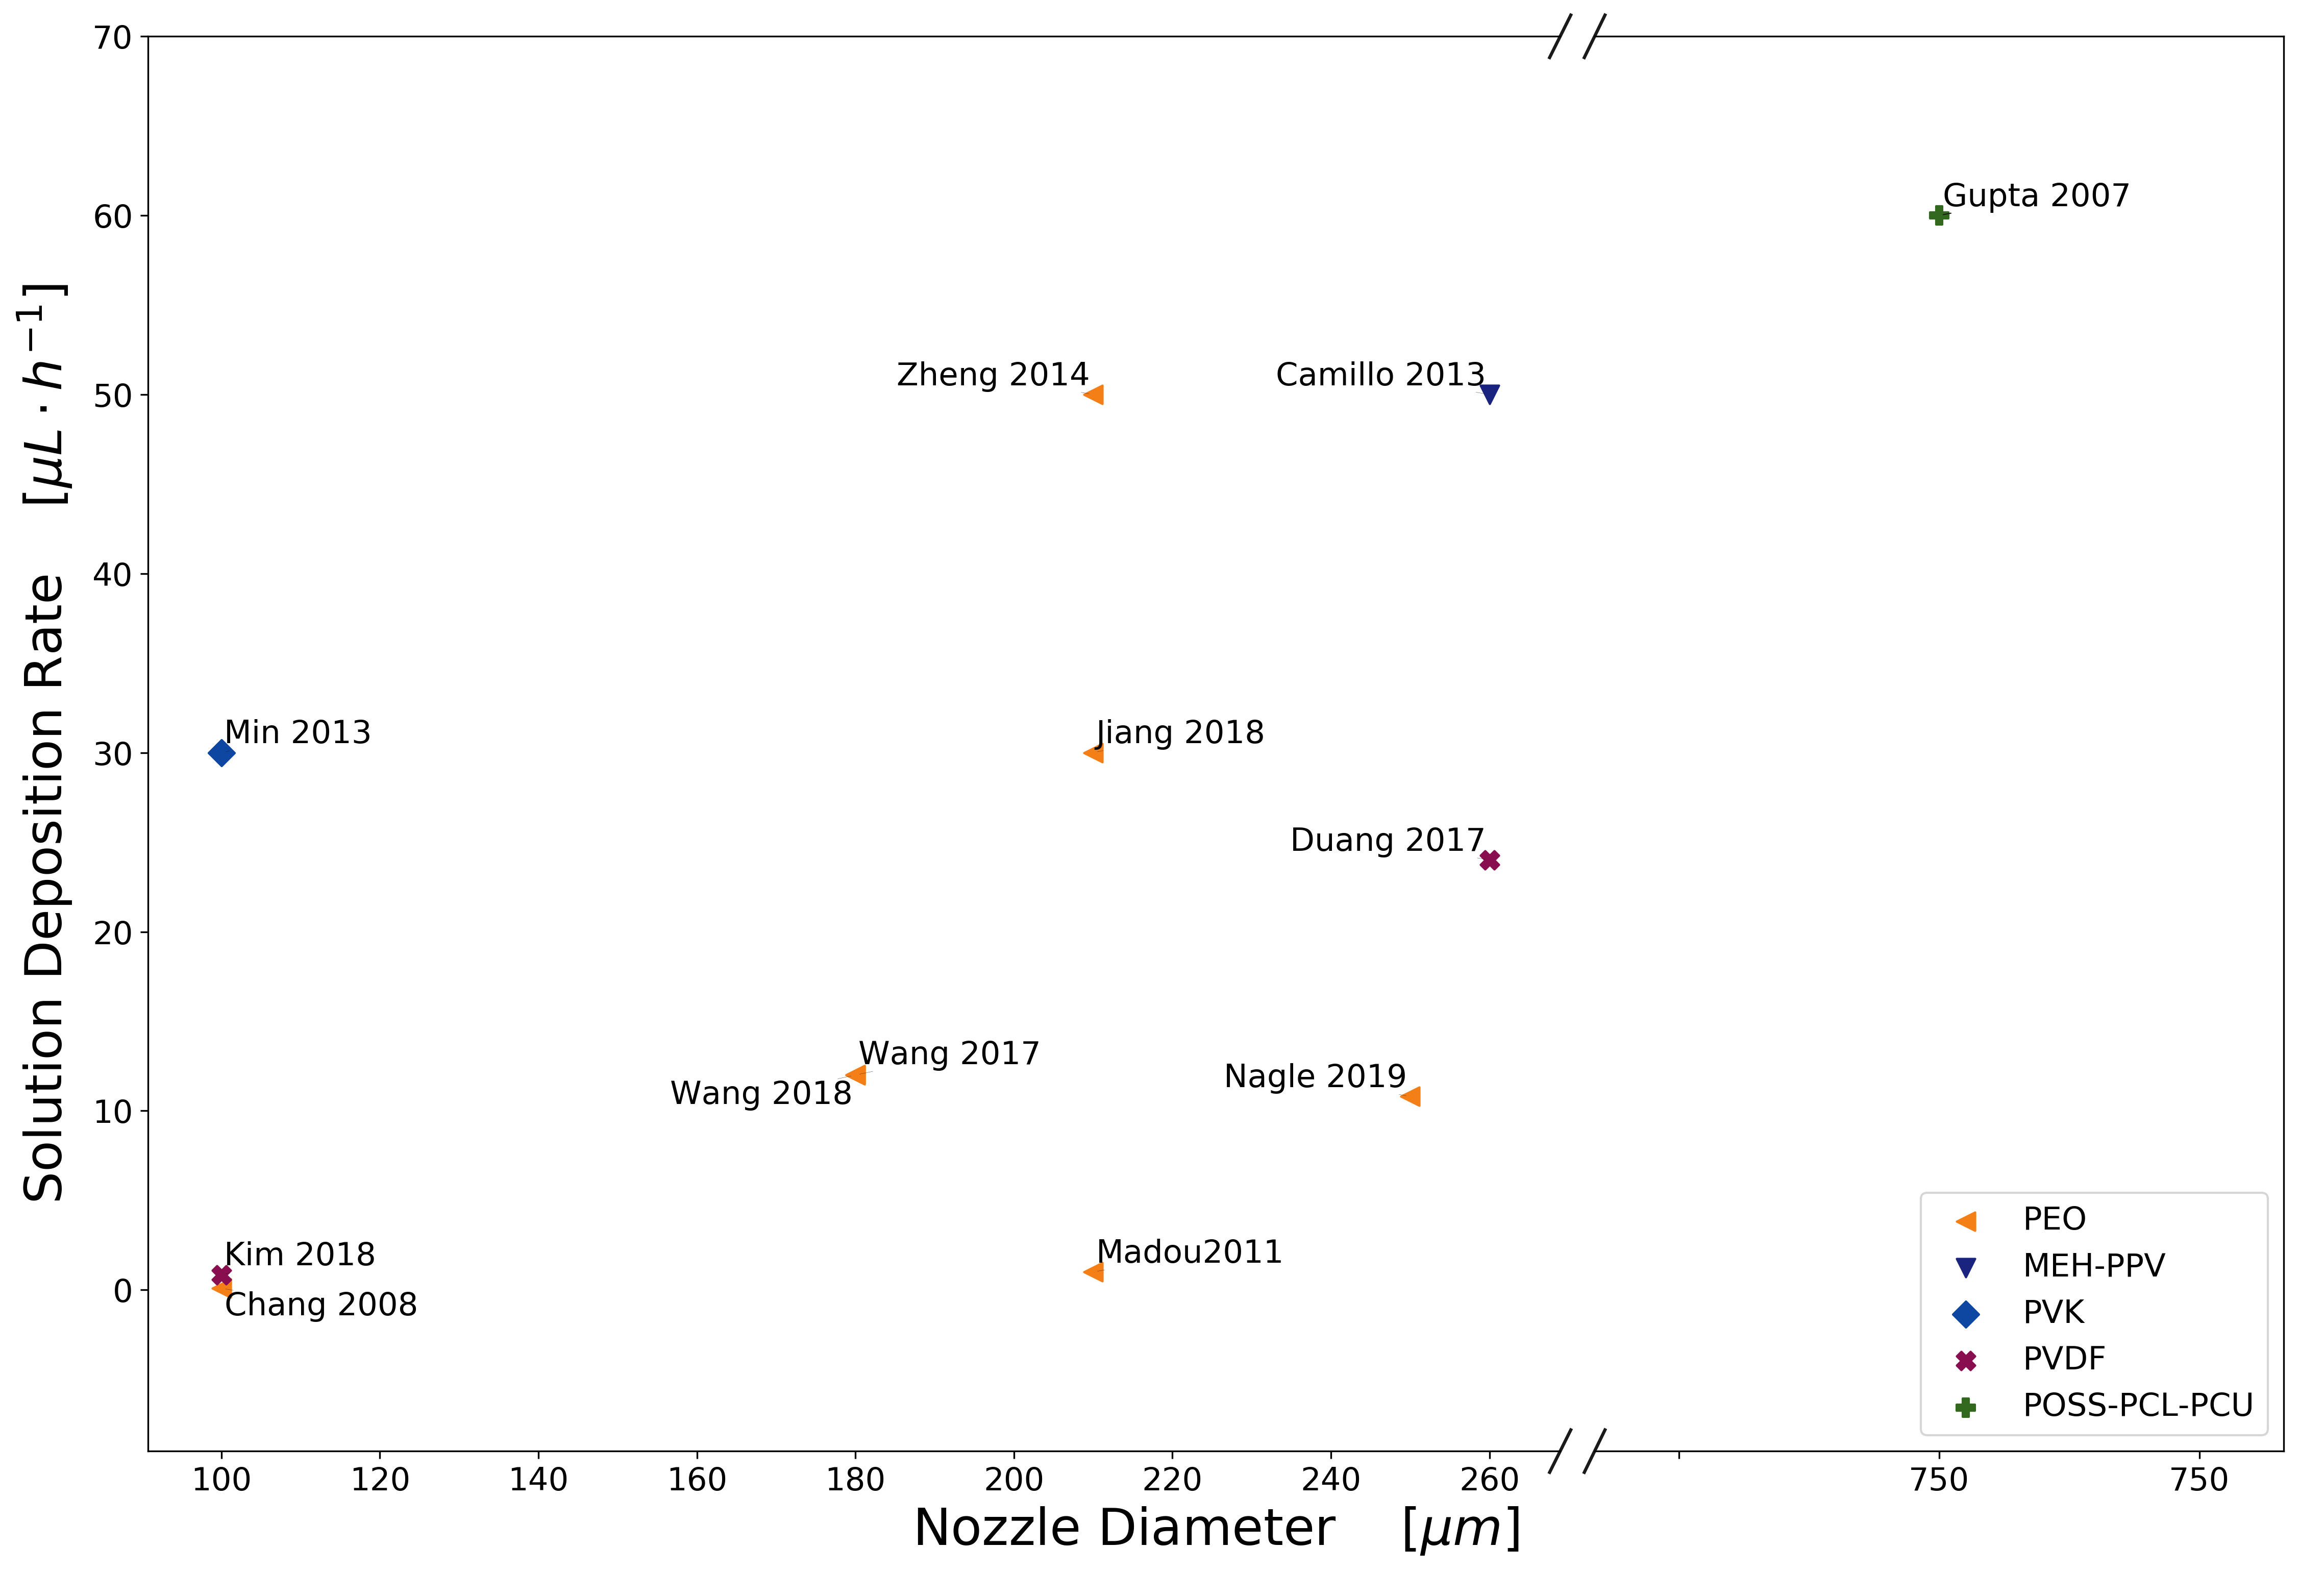 70
60
50
40
30
20
10
0
Solution Deposition Rate [μL · h⁻¹]
Gupta 2007
Zheng 2014
Camillo 2013
Min 2013
Jiang 2018
Duang 2017
Wang 2017
Wang 2018
Nagle 2019
Kim 2018
Madou2011
Chang 2008
PEO
MEH-PPV
PVK
PVDF
POSS-PCL-PCU
100 120 140 160 180 200 220 240 260 750 750
Nozzle Diameter [μm]